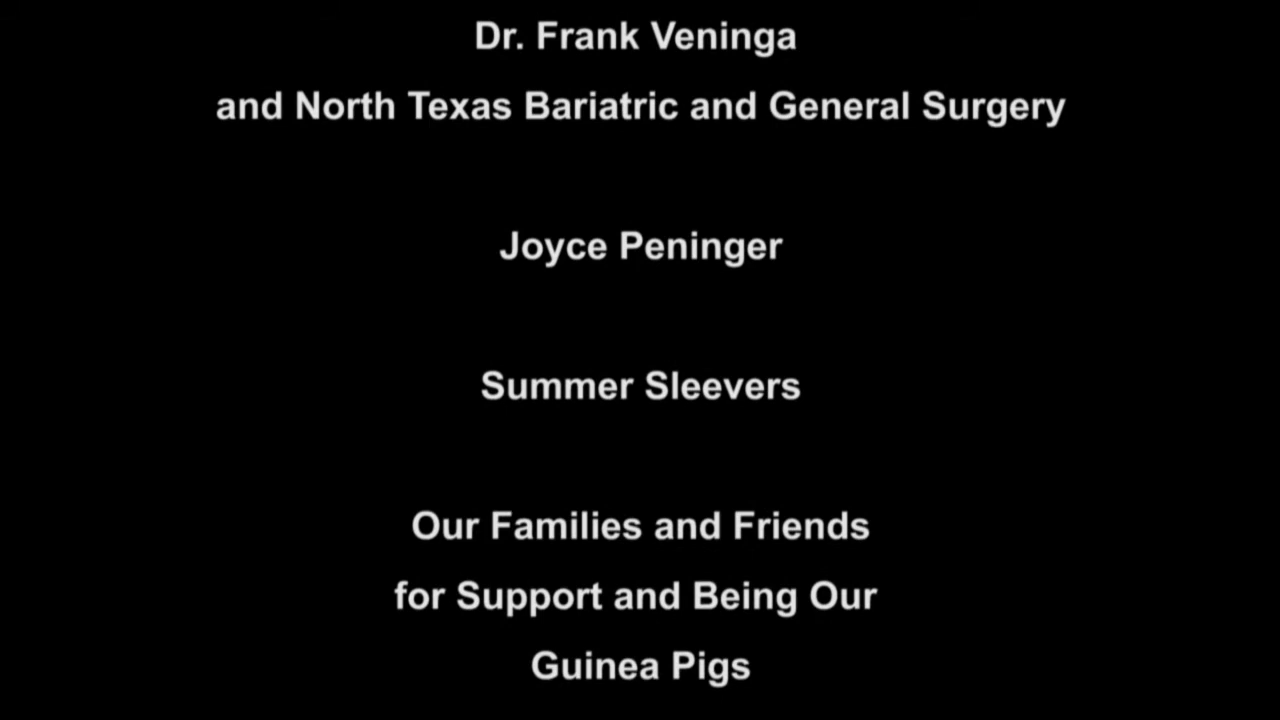 Dr. Frank Veninga
and North Texas Bariatric and General Surgery
Joyce Peninger
Summer Sleevers
Our Families and Friends
for Support and Being Our
Guinea Pigs